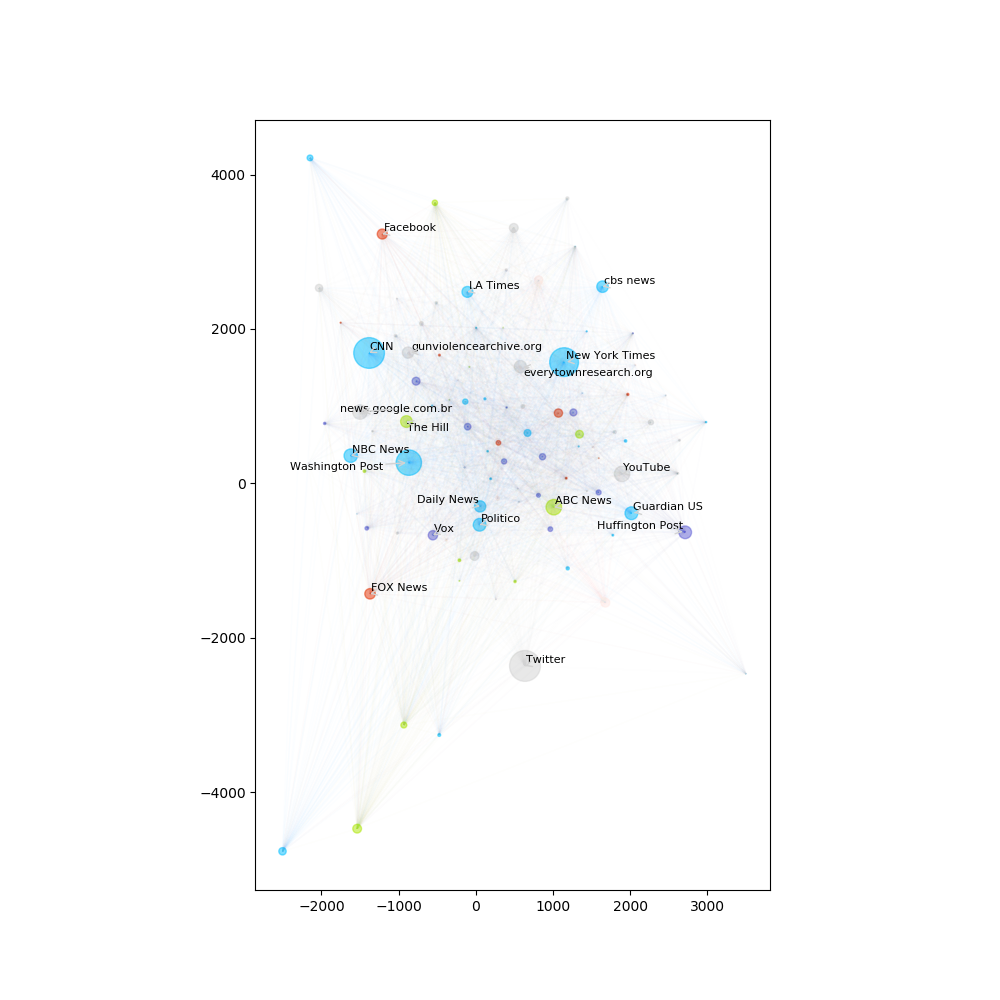 4000
Facebook
cbs news
LA Times
2000
CNN
gunviolencearchive.org
New York Times
everytownresearch.org
news.google.com.br
The Hill
NBC News
Washington Post
YouTube
0
Daily News
ABC News
Guardian US
Politico
Huffington Post
Vox
FOX News
−2000
Twitter
−4000
−2000 −1000 0 1000 2000 3000